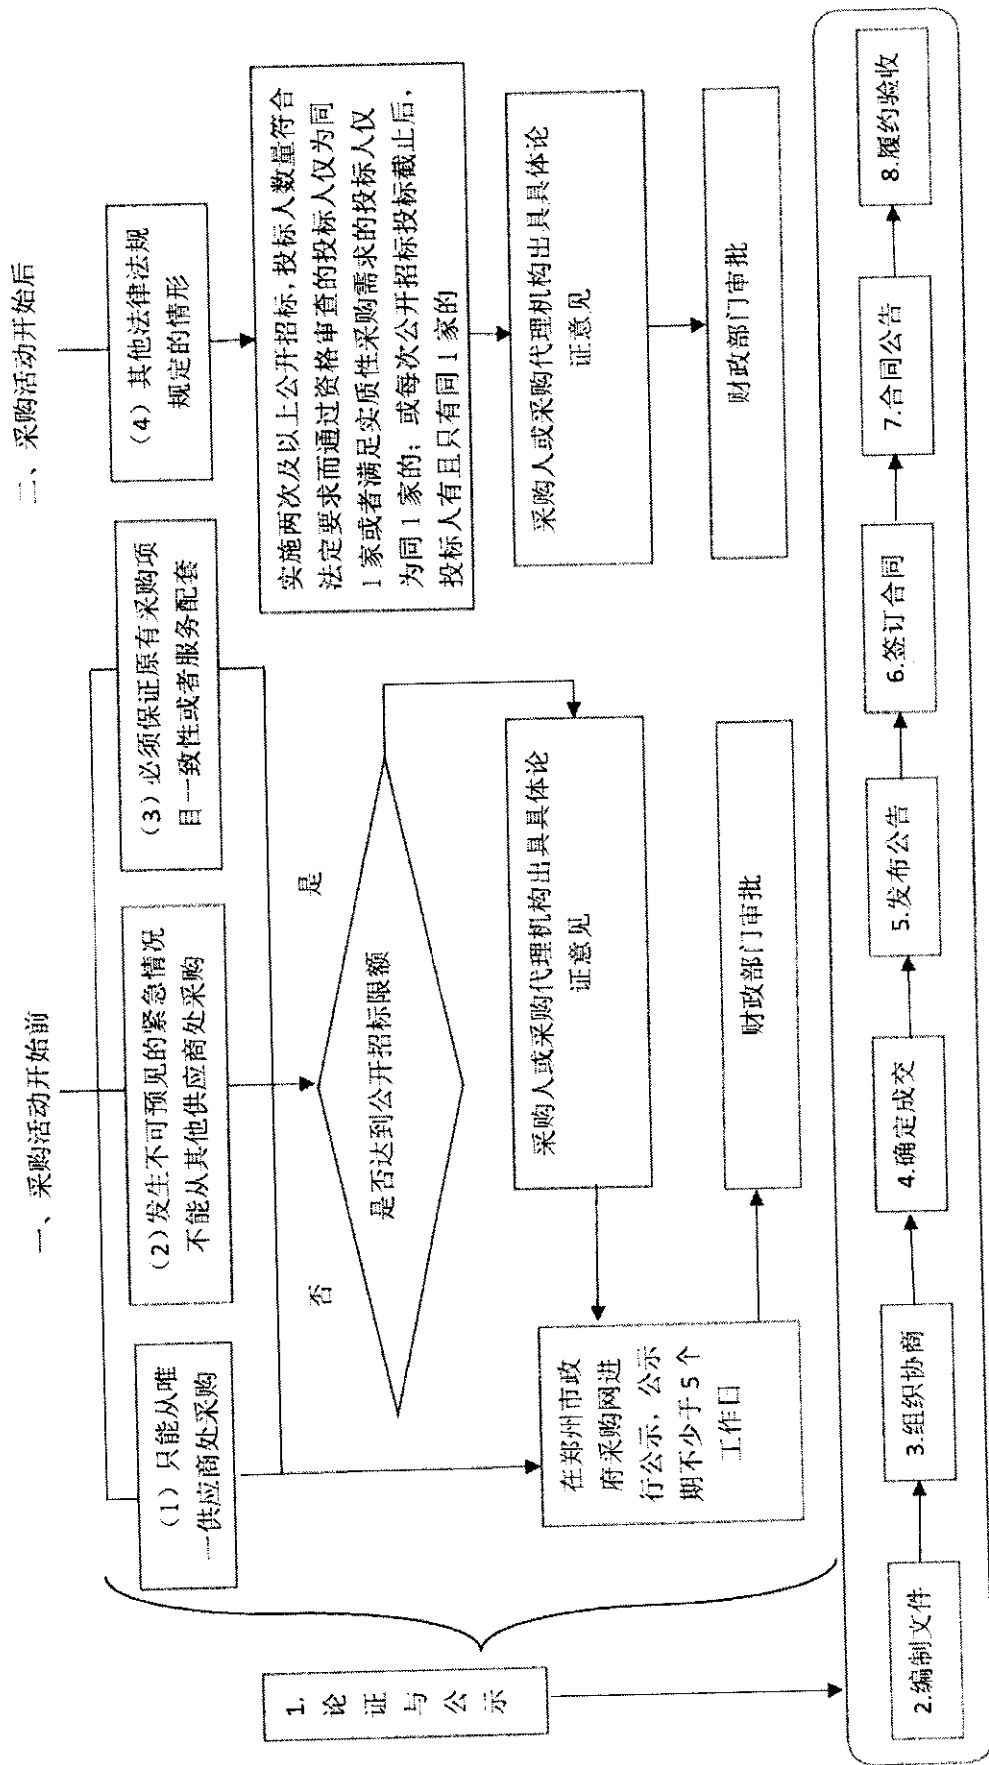 一、采购活动开始前
二、采购活动开始后
（1）只能从唯
一供应商处采购
（2）发生不可预见的紧急情况
不能从其他供应商处采购
（3）必须保证原有采购项
目一致性或者服务配套
（4）其他法律法规
规定的情形
实施两次及以上公开招标，投标人数量符合
法定要求而通过资格审查的投标人仅为同
1家或者满足实质性采购需求的投标人仅
为同1家的；或每次公开招标投标截止后，
投标人有且只有同1家的
否
是
是否达到公开招标限额
采购人或采购代理机构出具具体论
证意见
采购人或采购代理机构出具具体论
证意见
在郑州市政
府采购网进
行公示，公示
期不少于5个
工作日
财政部门审批
财政部门审批
1.
论
证
与
公
示
2.编制文件
3.组织协商
4.确定成交
5.发布公告
6.签订合同
7.合同公告
8.履约验收